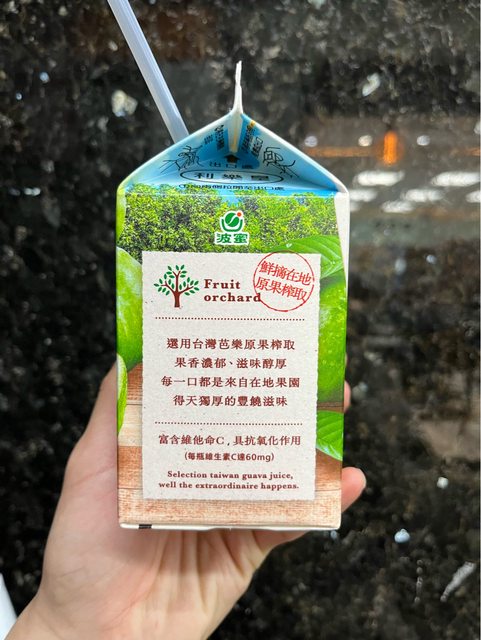 出口處
利樂皇
波蜜
Fruit
orchard
鮮摘在地
原果榨取
選用台灣芭樂原果榨取
果香濃郁、滋味醇厚
每一口都是來自在地果園
得天獨厚的豐饒滋味
富含維他命C,具抗氧化作用
(每瓶維生素C達60mg)
Selection taiwan guava juice,
well the extraordinaire happens.